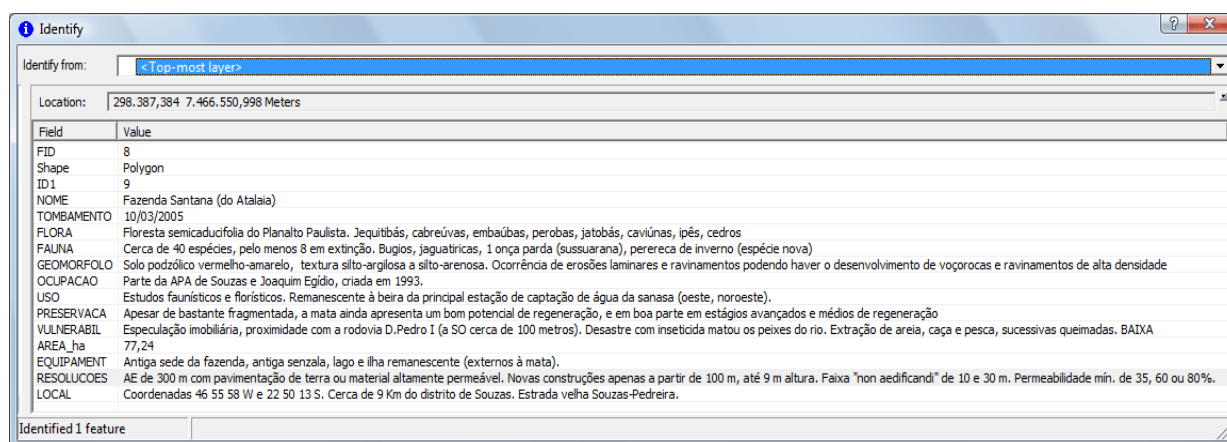 Identify
Identify from: <Top-most layer>
Location: 298.387,384 7.466.550,998 Meters
Field Value
FID 8
Shape Polygon
ID1 9
NOME Fazenda Santana (do Atalaia)
TOMBAMENTO 10/03/2005
FLORA Floresta semicaducifolia do Planalto Paulista. Jequitibás, cabreúvas, embaúbas, perobas, jatobás, caviúnas, ipês, cedros
FAUNA Cerca de 40 espécies, pelo menos 8 em extinção. Bugios, jaguatiricas, 1 onça parda (sussuarana), perereca de inverno (espécie nova)
GEOMORFOLO Solo podzólico vermelho-amarelo, textura silto-argilosa a silto-arenosa. Ocorrência de erosões laminares e ravinamentos podendo haver o desenvolvimento de voçorocas e ravinamentos de alta densidade
OCUPACAO Parte da APA de Souzas e Joaquim Egídio, criada em 1993.
USO Estudos faunísticos e florísticos. Remanescente à beira da principal estação de captação de água da sanasa (oeste, noroeste).
PRESERVACA Apesar de bastante fragmentada, a mata ainda apresenta um bom potencial de regeneração, e em boa parte em estágios avançados e médios de regeneração
VULNERABIL Especulação imobiliária, proximidade com a rodovia D.Pedro I (a SO cerca de 100 metros). Desastre com inseticida matou os peixes do rio. Extração de areia, caça e pesca, sucessivas queimadas. BAIXA
AREA_ha 77,24
EQUIPAMENT Antiga sede da fazenda, antiga senzala, lago e ilha remanescente (externos à mata).
RESOLUCOES AE de 300 m com pavimentação de terra ou material altamente permeável. Novas construções apenas a partir de 100 m, até 9 m altura. Faixa "non aedificandi" de 10 e 30 m. Permeabilidade mín. de 35, 60 ou 80%.
LOCAL Coordenadas 46 55 58 W e 22 50 13 S. Cerca de 9 Km do distrito de Souzas. Estrada velha Souzas-Pedreira.
Identified 1 feature